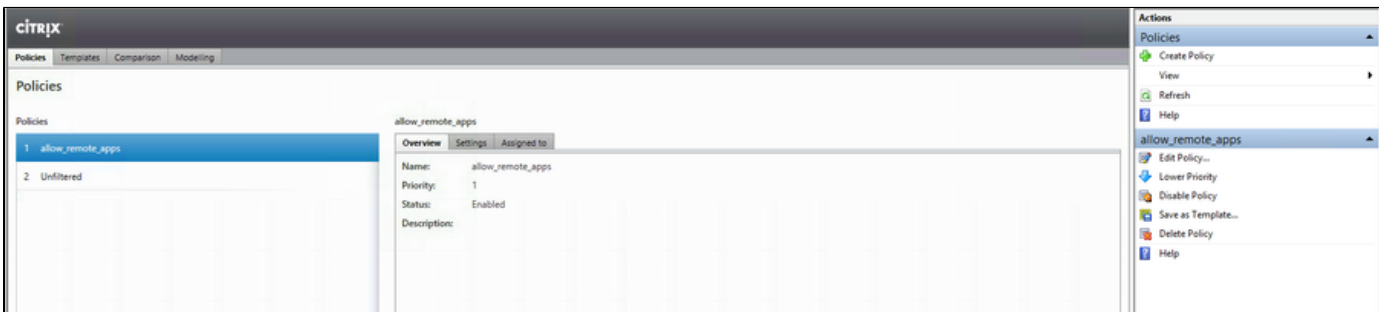 CİTRIX
Policies Templates Comparison Modelling
Policies
Policies
1 allow_remote_apps
2 Unfiltered
allow_remote_apps
Overview Settings Assigned to
Name: allow_remote_apps
Priority: 1
Status: Enabled
Description:
Actions
Policies
Create Policy
View
Refresh
Help
allow_remote_apps
Edit Policy...
Lower Priority
Disable Policy
Save as Template...
Delete Policy
Help